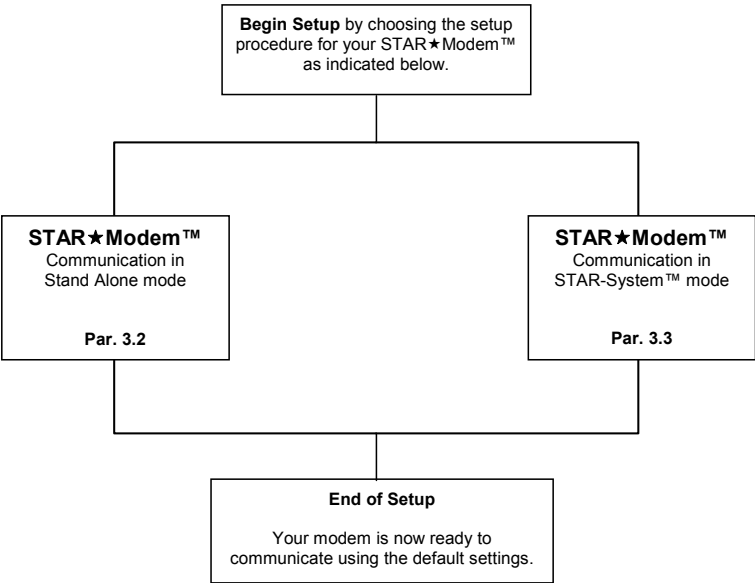 Begin Setup by choosing the setup
procedure for your STAR★Modem™
as indicated below.
STAR★Modem™
Communication in
Stand Alone mode
Par. 3.2
STAR★Modem™
Communication in
STAR-System™ mode
Par. 3.3
End of Setup
Your modem is now ready to
communicate using the default settings.